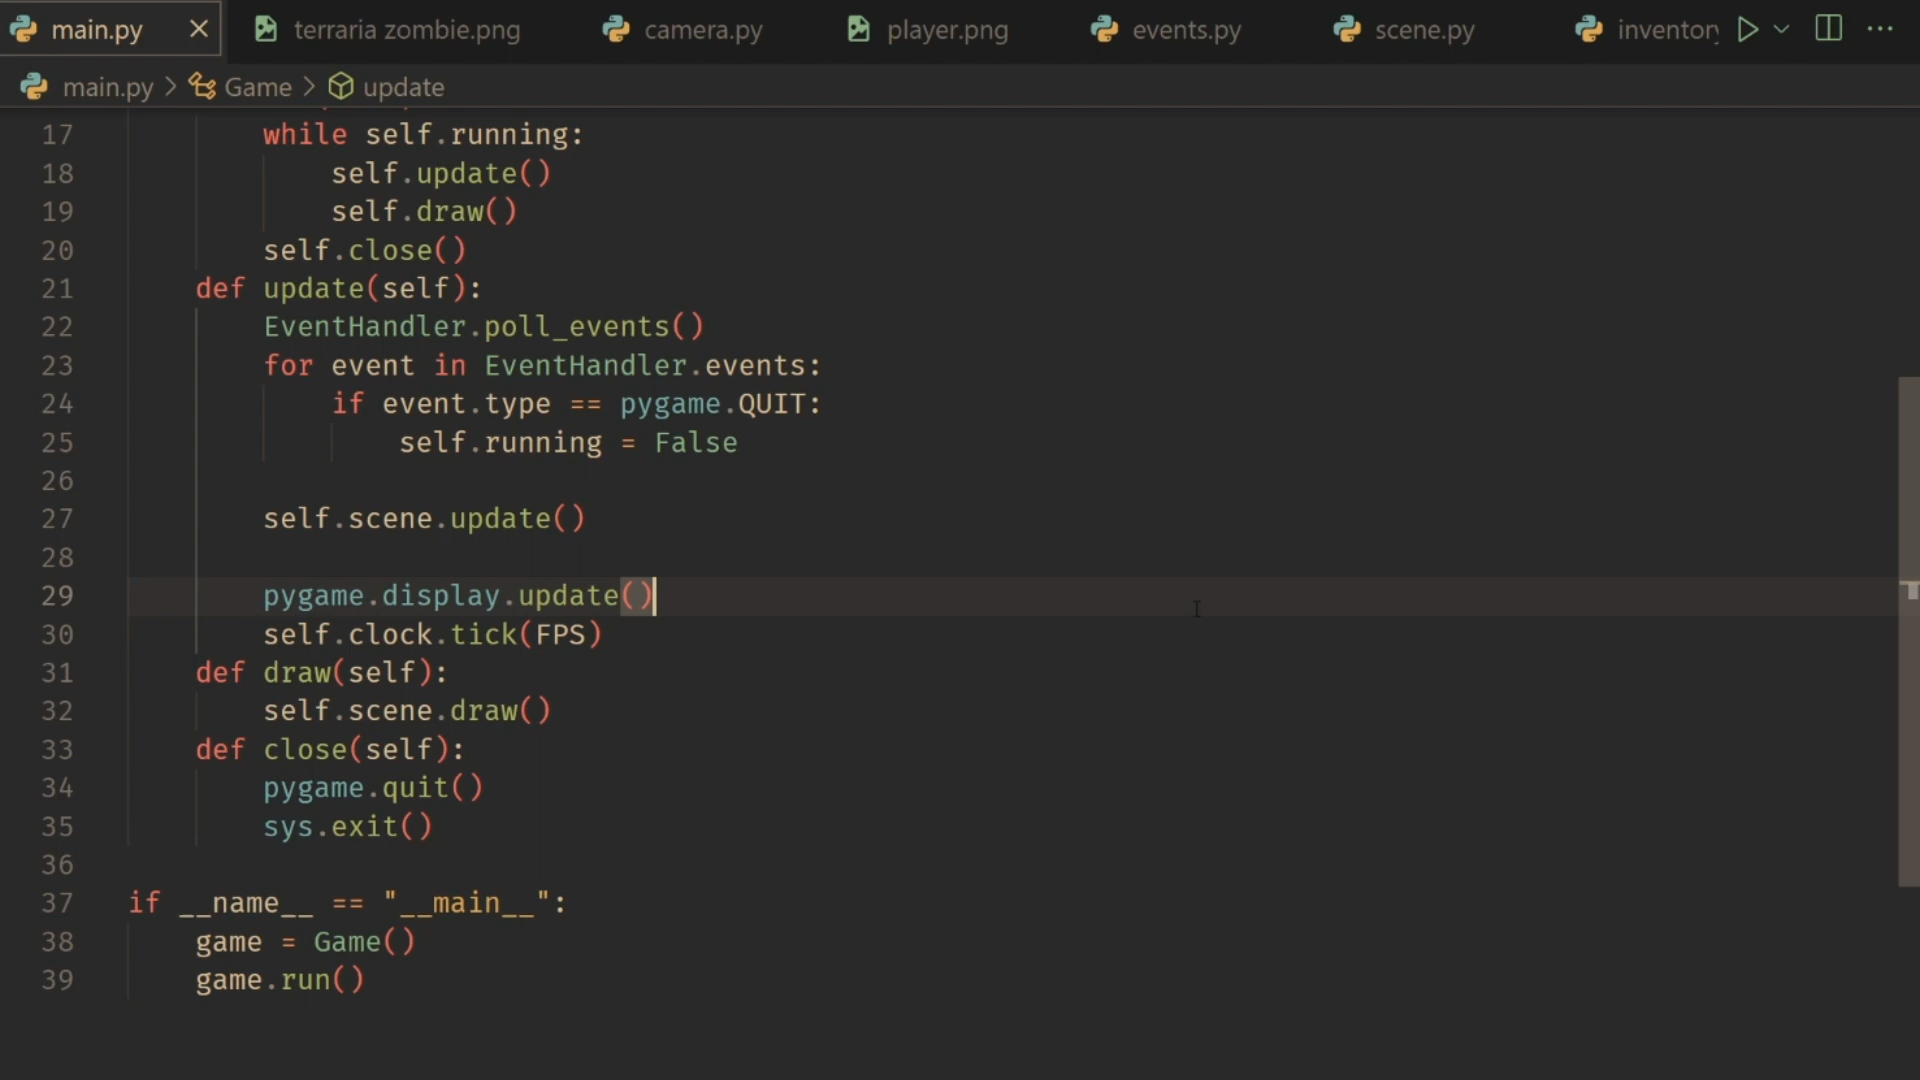 main.py terraria zombie.png camera.py player.png events.py scene.py inventory
main.py > Game > update
17 while self.running:
18 self.update()
19 self.draw()
20 self.close()
21 def update(self):
22 EventHandler.poll_events()
23 for event in EventHandler.events:
24 if event.type == pygame.QUIT:
25 self.running = False
26
27 self.scene.update()
28
29 pygame.display.update()
30 self.clock.tick(FPS)
31 def draw(self):
32 self.scene.draw()
33 def close(self):
34 pygame.quit()
35 sys.exit()
36
37 if __name__ == "__main__":
38 game = Game()
39 game.run()